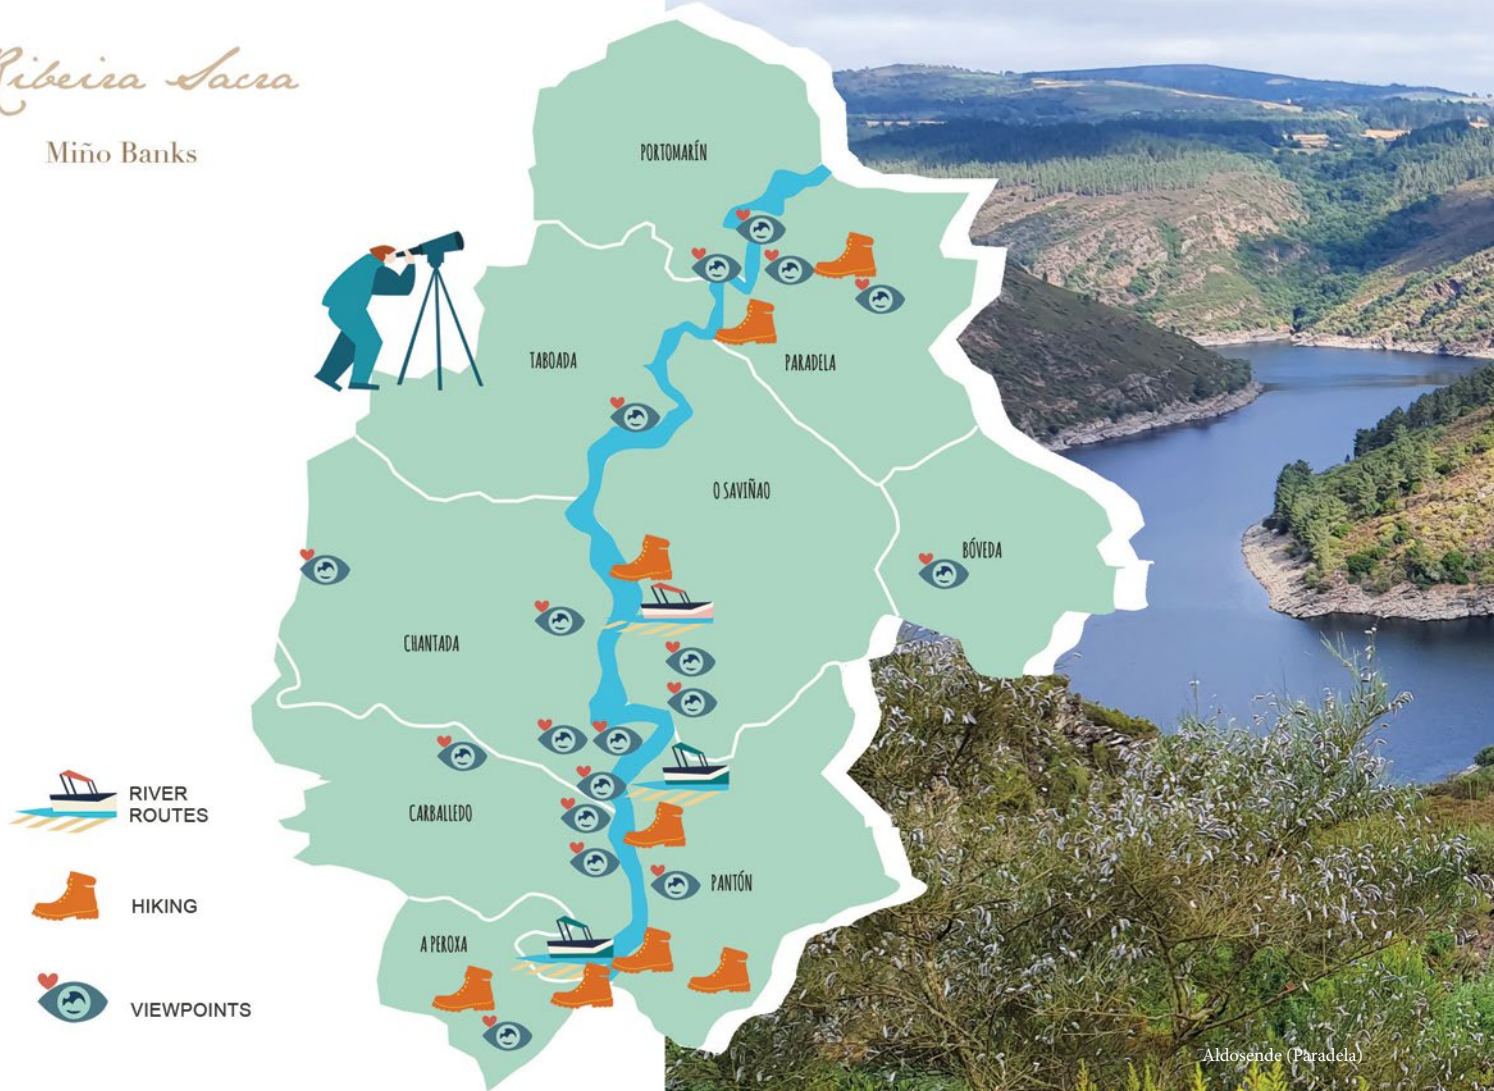 Ribeira Sacra
Miño Banks
PORTOMARÍN
TABOADA
PARADELA
O SAVIÑAO
BÓVEDA
CHANTADA
CARBALLEDO
PANTÓN
A PEROXA
RIVER
ROUTES
HIKING
VIEWPOINTS
Aldosende (Paradela)